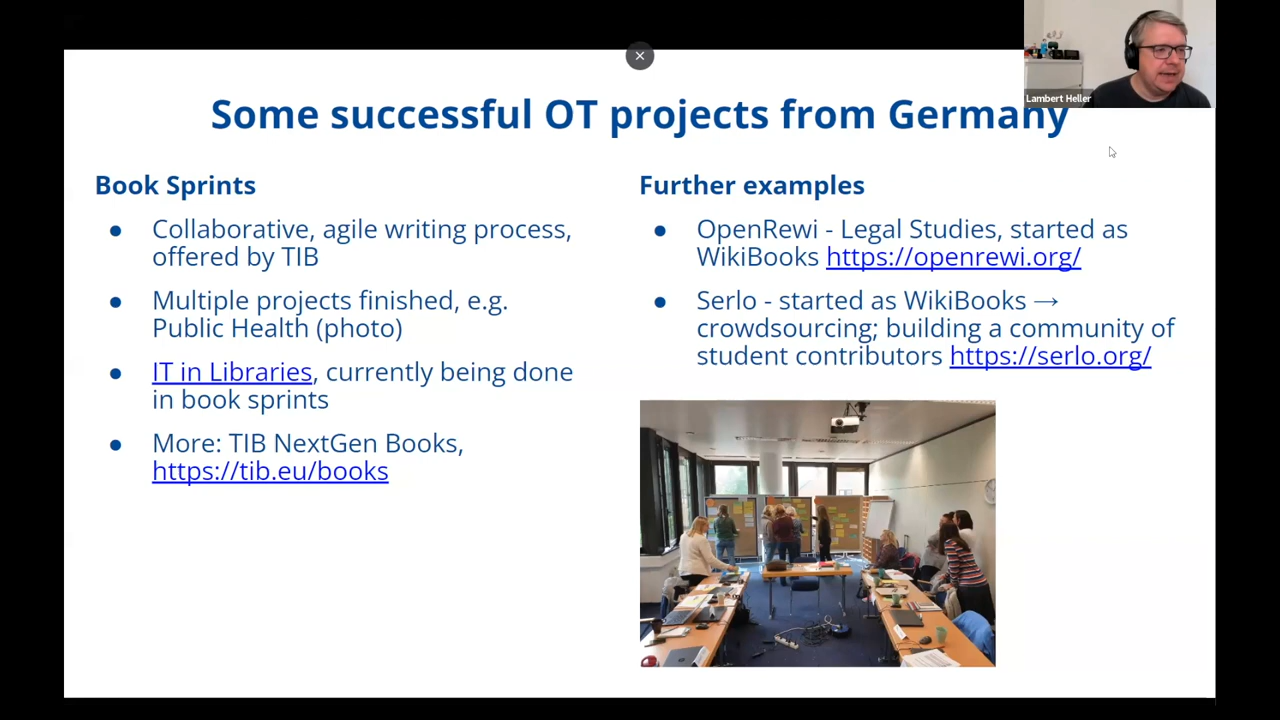 Lambert Heller
Some successful OT projects from Germany
Book Sprints
● Collaborative, agile writing process,
offered by TIB
● Multiple projects finished, e.g.
Public Health (photo)
● IT in Libraries, currently being done
in book sprints
● More: TIB NextGen Books,
https://tib.eu/books
Further examples
● OpenRewi - Legal Studies, started as
WikiBooks https://openrewi.org/
● Serlo - started as WikiBooks →
crowdsourcing; building a community of
student contributors https://serlo.org/